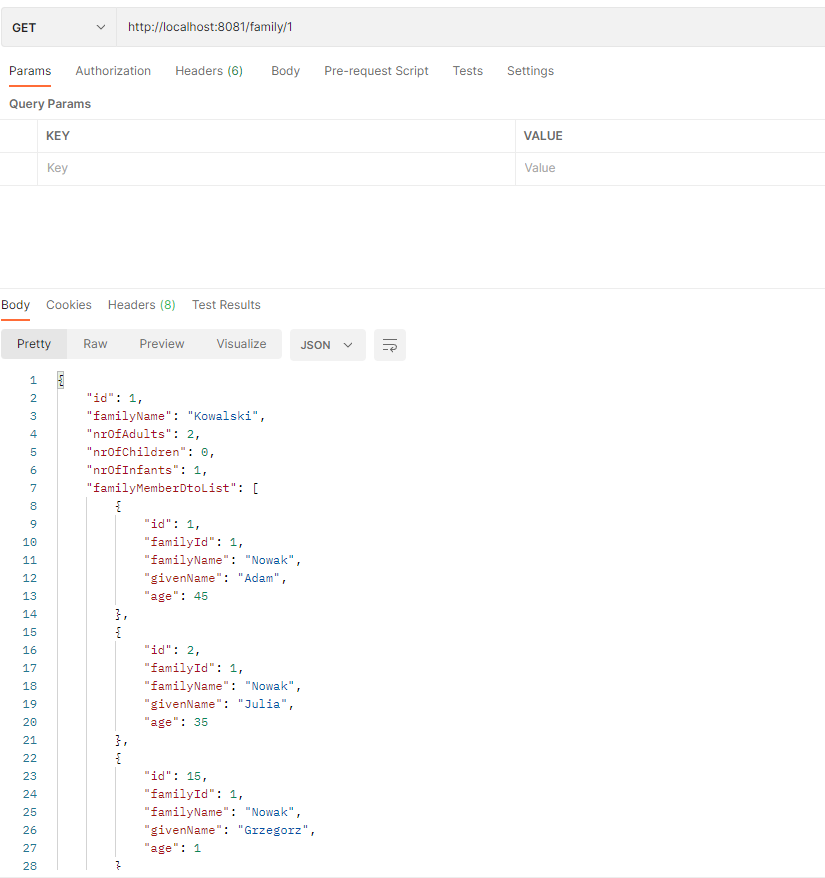 GET http://localhost:8081/family/1
Params Authorization Headers (6) Body Pre-request Script Tests Settings
Query Params
KEY VALUE
Key Value
Body Cookies Headers (8) Test Results
Pretty Raw Preview Visualize JSON
1 {
2 "id": 1,
3 "familyName": "Kowalski",
4 "nrOfAdults": 2,
5 "nrOfChildren": 0,
6 "nrOfInfants": 1,
7 "familyMemberDtoList": [
8 {
9 "id": 1,
10 "familyId": 1,
11 "familyName": "Nowak",
12 "givenName": "Adam",
13 "age": 45
14 },
15 {
16 "id": 2,
17 "familyId": 1,
18 "familyName": "Nowak",
19 "givenName": "Julia",
20 "age": 35
21 },
22 {
23 "id": 15,
24 "familyId": 1,
25 "familyName": "Nowak",
26 "givenName": "Grzegorz",
27 "age": 1
28 }